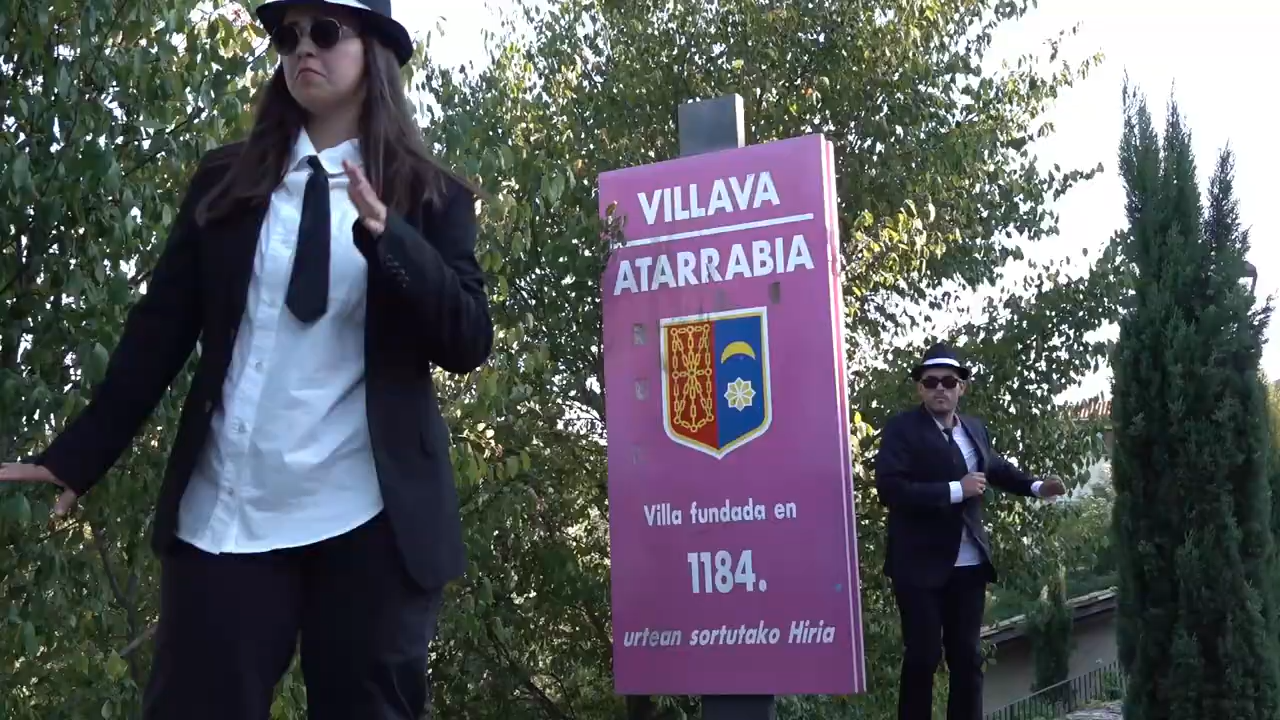 VILLAVA
ATARRABIA
Villa fundada en
1184.
urtean sortutako Hiria